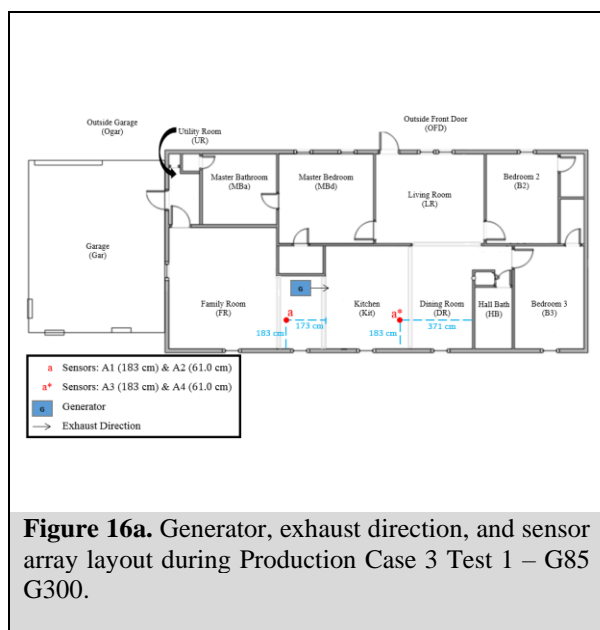 Outside Garage
(Ogar)
Outside Front Door
(OFD)
Utility Room
(UR)
Master Bathroom
(MBa)
Master Bedroom
(MBd)
Living Room
(LR)
Bedroom 2
(B2)
Garage
(Gar)
Family Room
(FR)
G
a
173 cm
183 cm
Kitchen
(Kit)
a*
183 cm
Dining Room
(DR)
371 cm
Hall Bath
(HB)
Bedroom 3
(B3)
a Sensors: A1 (183 cm) & A2 (61.0 cm)
a* Sensors: A3 (183 cm) & A4 (61.0 cm)
G Generator
Exhaust Direction
Figure 16a. Generator, exhaust direction, and sensor
array layout during Production Case 3 Test 1 – G85
G300.